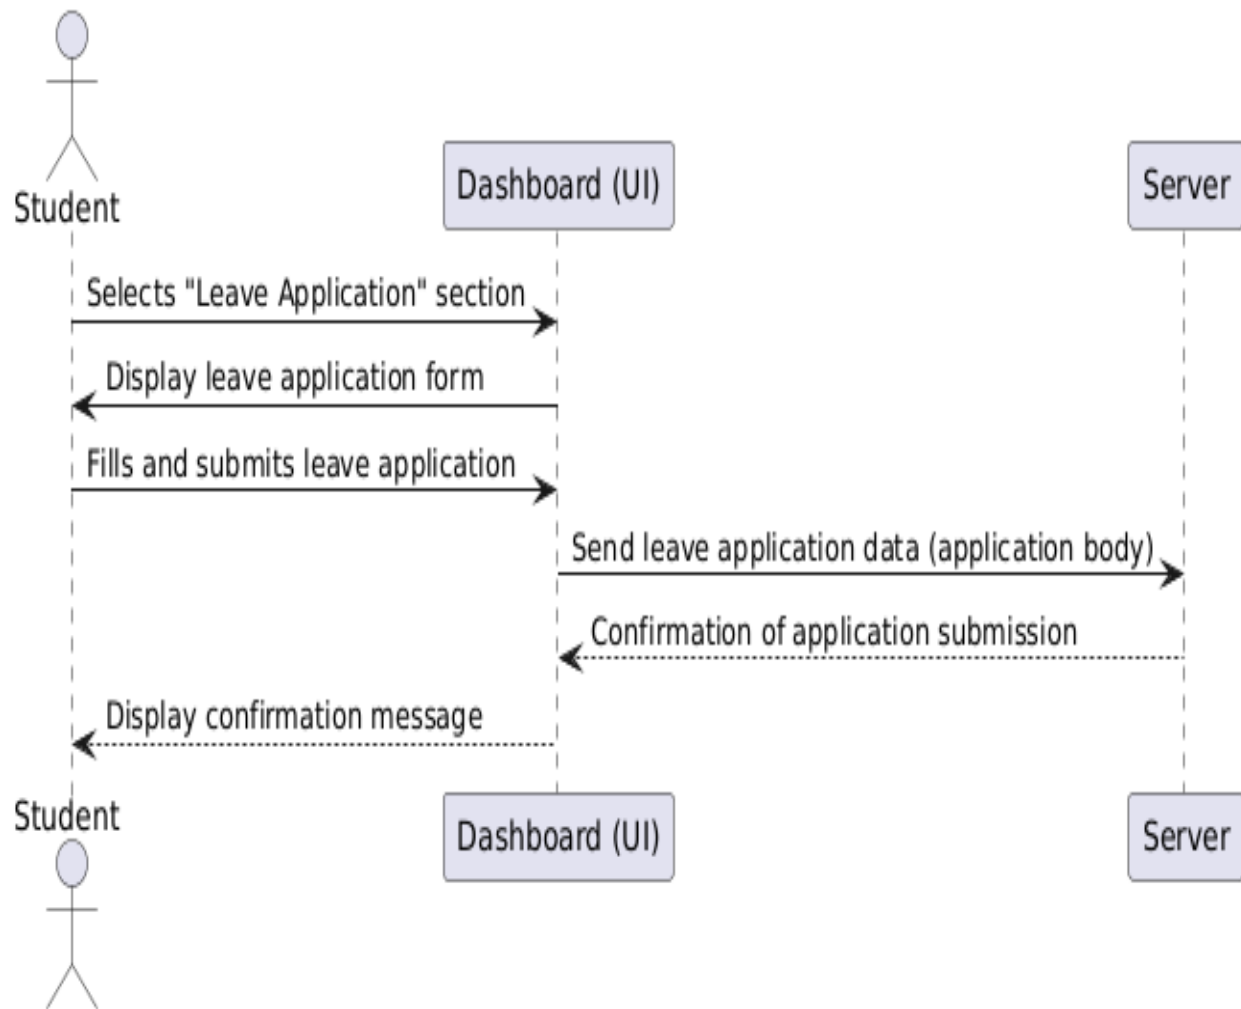 Student
Dashboard (UI)
Server
Selects "Leave Application" section
Display leave application form
Fills and submits leave application
Send leave application data (application body)
Confirmation of application submission
Display confirmation message
Student
Dashboard (UI)
Server